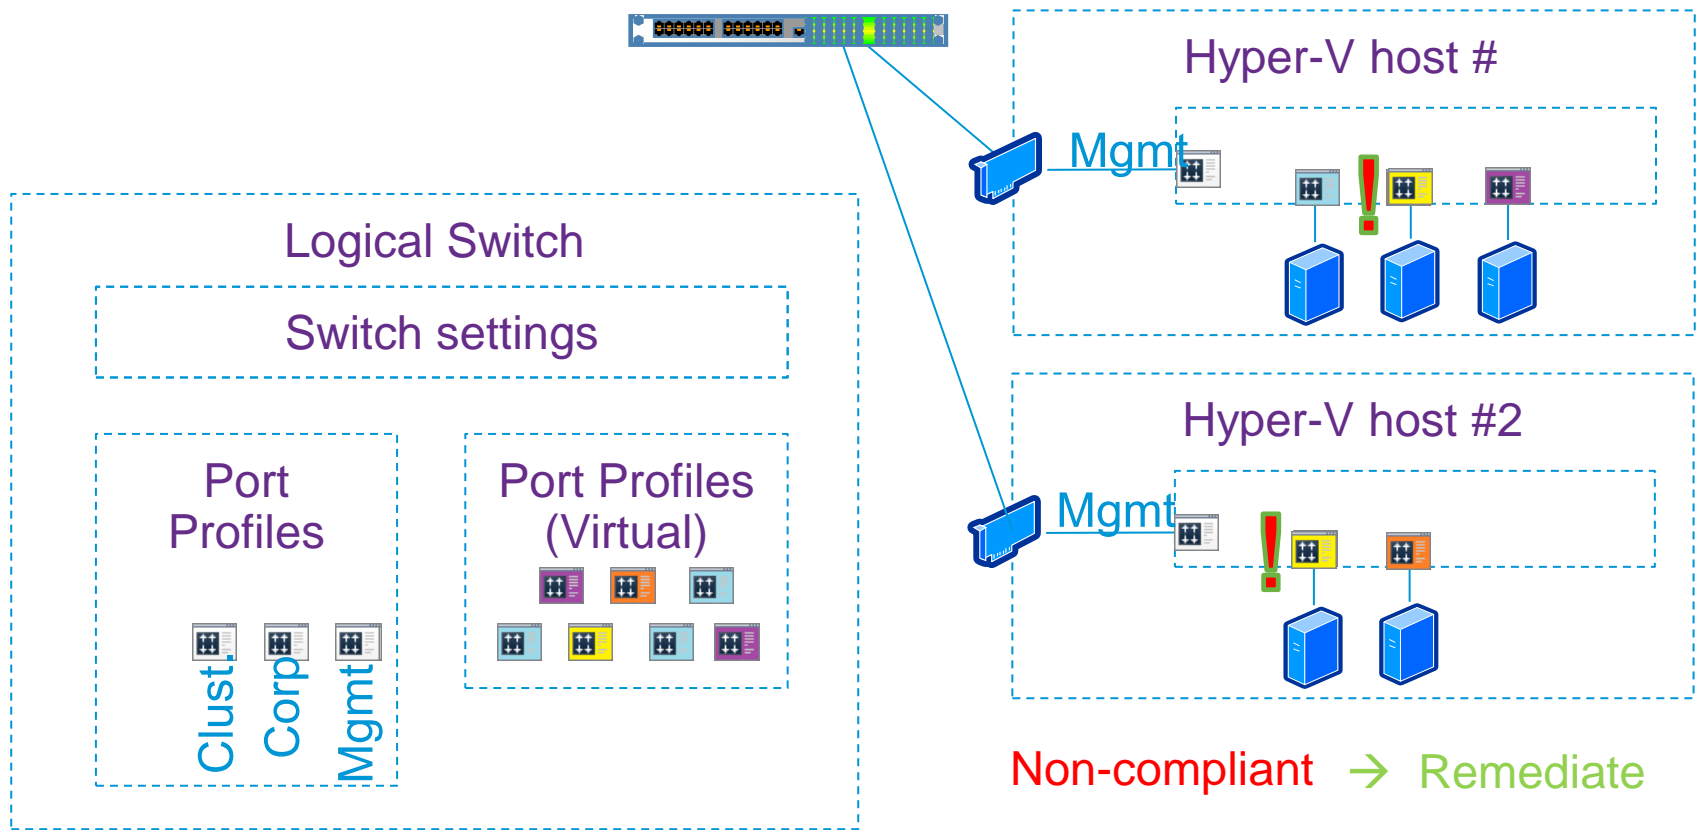 Hyper-V host #
Mgmt
Logical Switch
Switch settings
Port
Profiles
Clust.
Corp
Mgmt
Port Profiles
(Virtual)
Hyper-V host #2
Mgmt
Non-compliant → Remediate